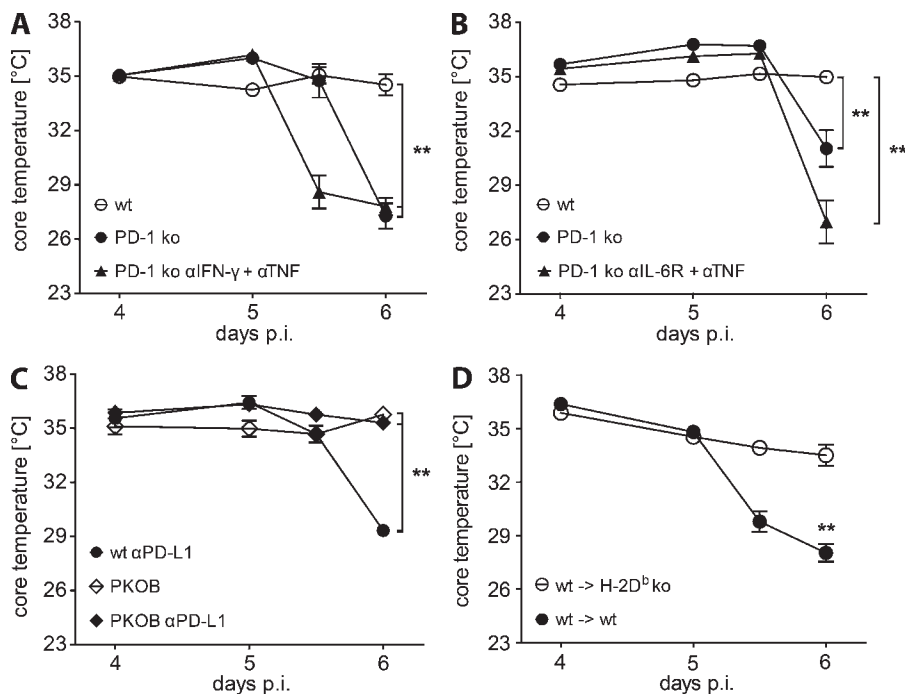 A
38
35
32
29
26
23
core temperature [°C]
**
wt
PD-1 ko
PD-1 ko αIFN-γ + αTNF
4
5
6
days p.i.
B
38
35
32
29
26
23
core temperature [°C]
**
**
wt
PD-1 ko
PD-1 ko αIL-6R + αTNF
4
5
6
days p.i.
C
38
35
32
29
26
23
core temperature [°C]
**
wt αPD-L1
PKOB
PKOB αPD-L1
4
5
6
days p.i.
D
38
35
32
29
26
23
core temperature [°C]
**
wt -> H-2Dᵇ ko
wt -> wt
4
5
6
days p.i.